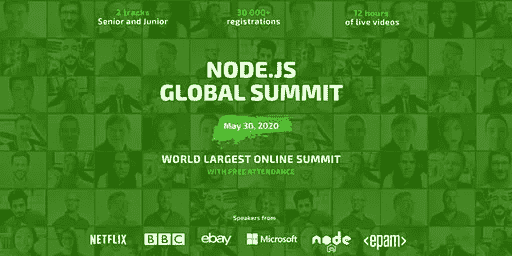 2 tracks
Senior and Junior
30 000+
registrations
12 hours
of live videos
NODE.JS
GLOBAL SUMMIT
May 30, 2020
WORLD LARGEST ONLINE SUMMIT
WITH FREE ATTENDANCE
Speakers from
NETFLIX BBC ebay Microsoft node <epam>